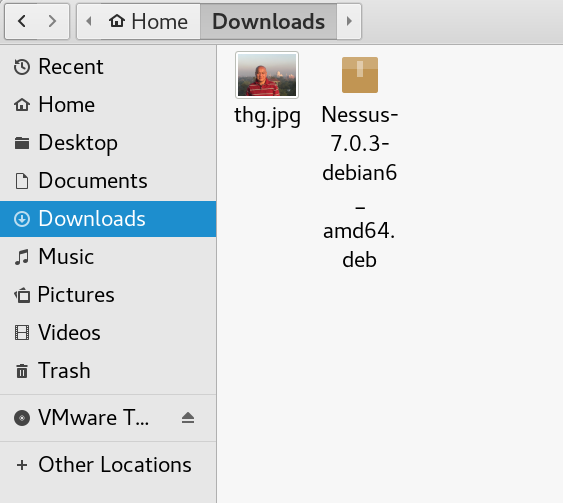 Home
Downloads
Recent
Home
Desktop
Documents
Downloads
Music
Pictures
Videos
Trash
VMware T...
Other Locations
thg.jpg
Nessus-
7.0.3-
debian6
_
amd64.
deb